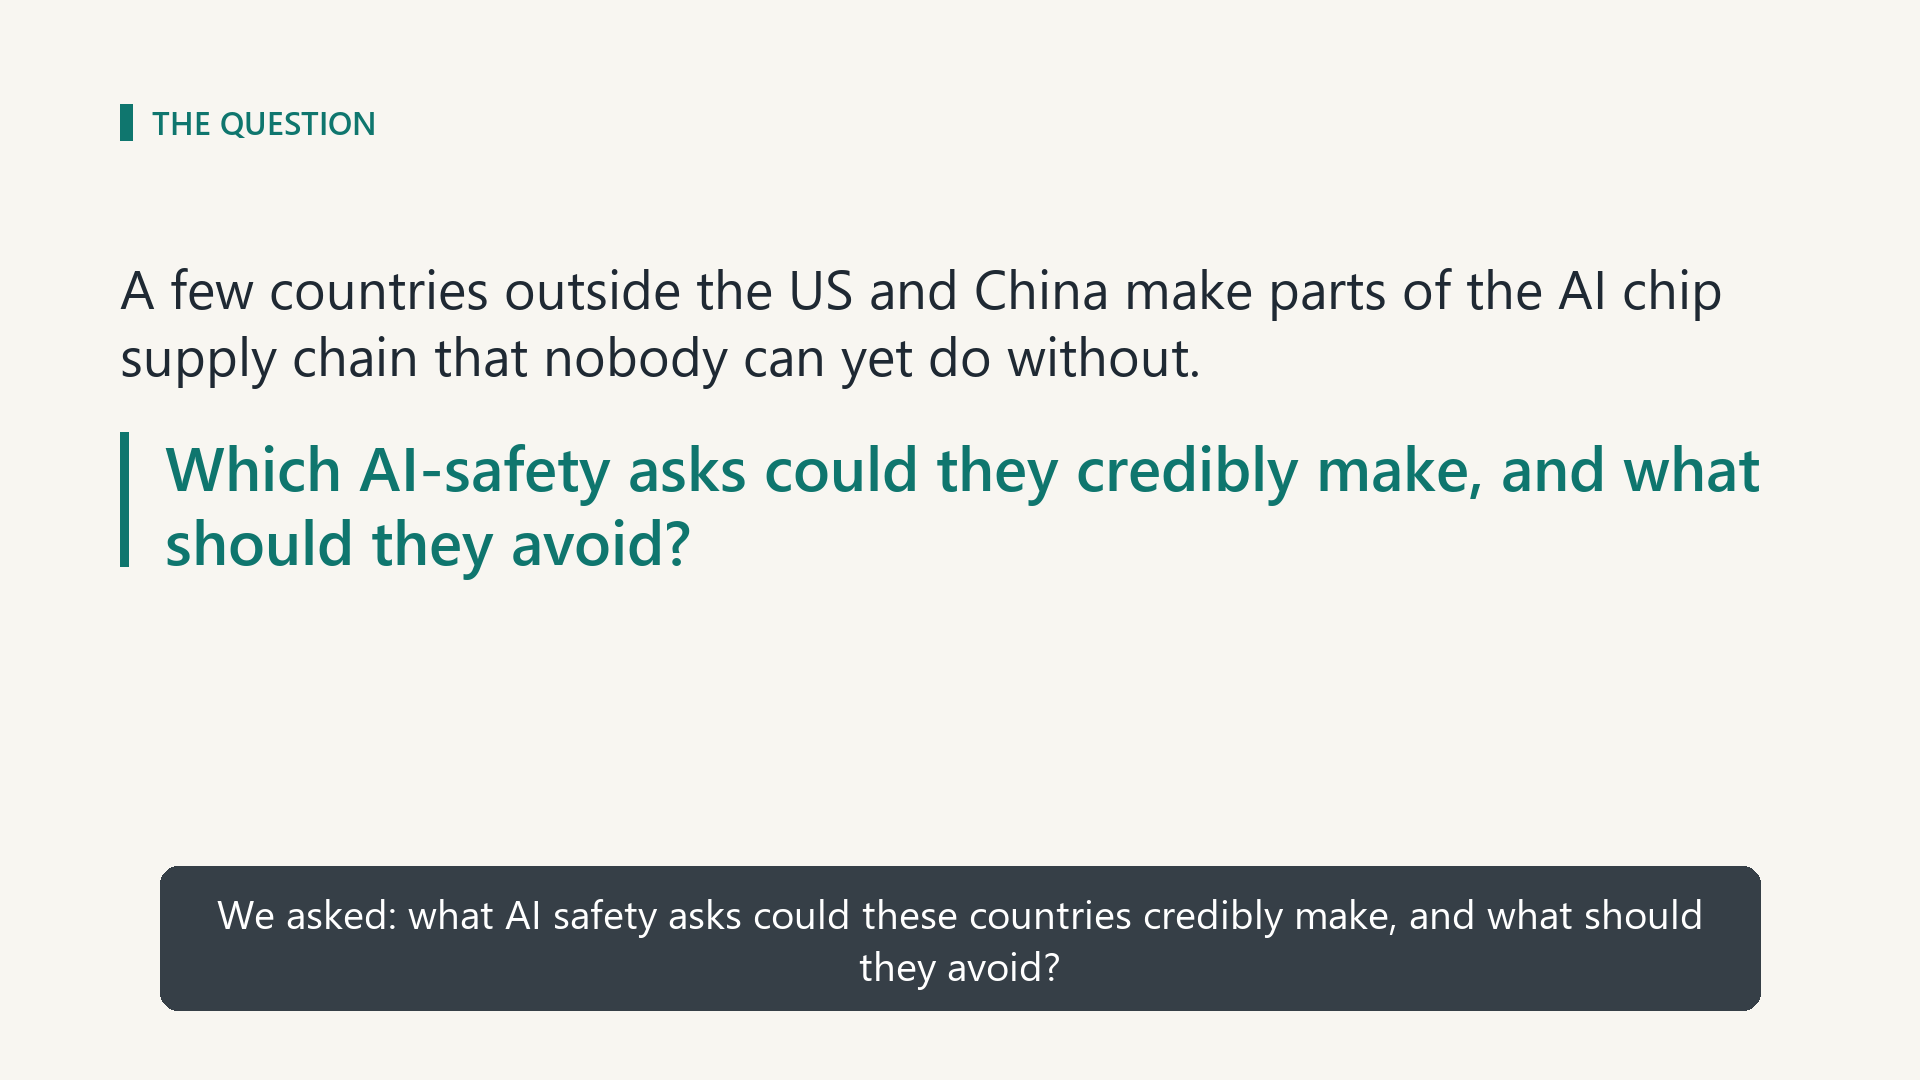 THE QUESTION
A few countries outside the US and China make parts of the AI chip
supply chain that nobody can yet do without.
Which AI-safety asks could they credibly make, and what
should they avoid?
We asked: what AI safety asks could these countries credibly make, and what should
they avoid?